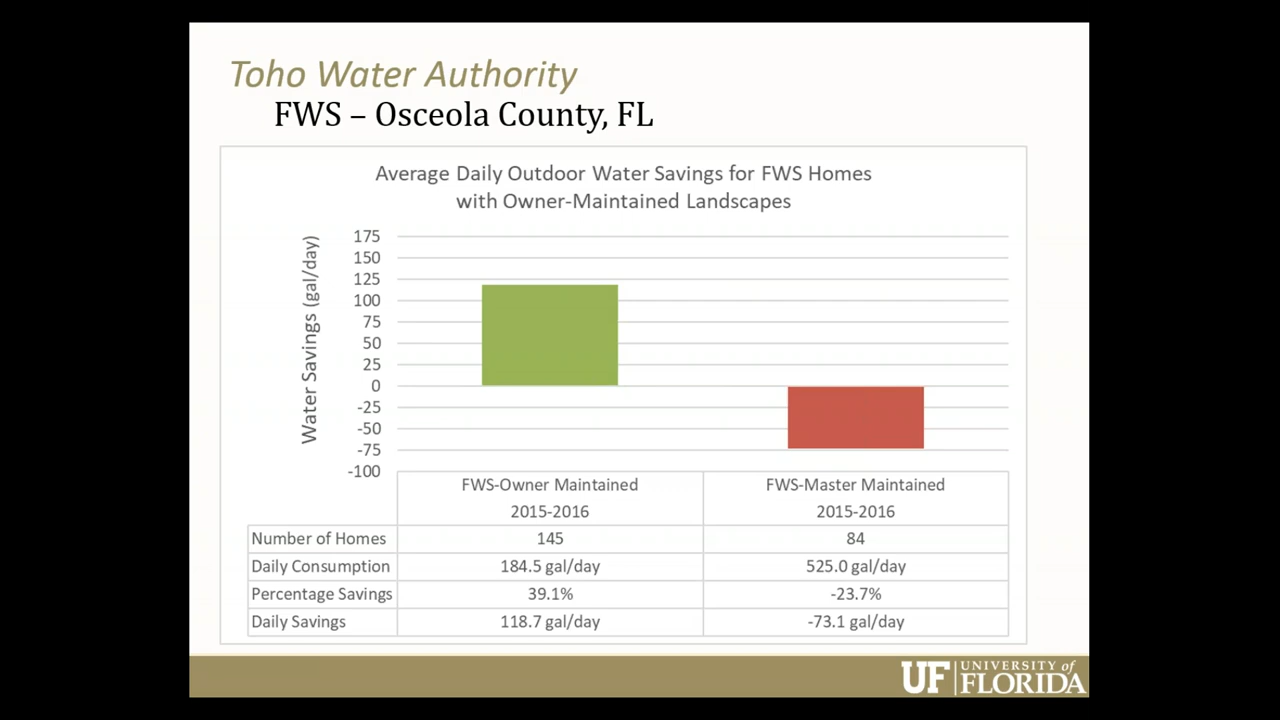 Toho Water Authority
FWS – Osceola County, FL
Average Daily Outdoor Water Savings for FWS Homes
with Owner-Maintained Landscapes
Water Savings (gal/day)
175
150
125
100
75
50
25
0
-25
-50
-75
-100
FWS-Owner Maintained FWS-Master Maintained
2015-2016 2015-2016
Number of Homes 145 84
Daily Consumption 184.5 gal/day 525.0 gal/day
Percentage Savings 39.1% -23.7%
Daily Savings 118.7 gal/day -73.1 gal/day
UF UNIVERSITY of
FLORIDA